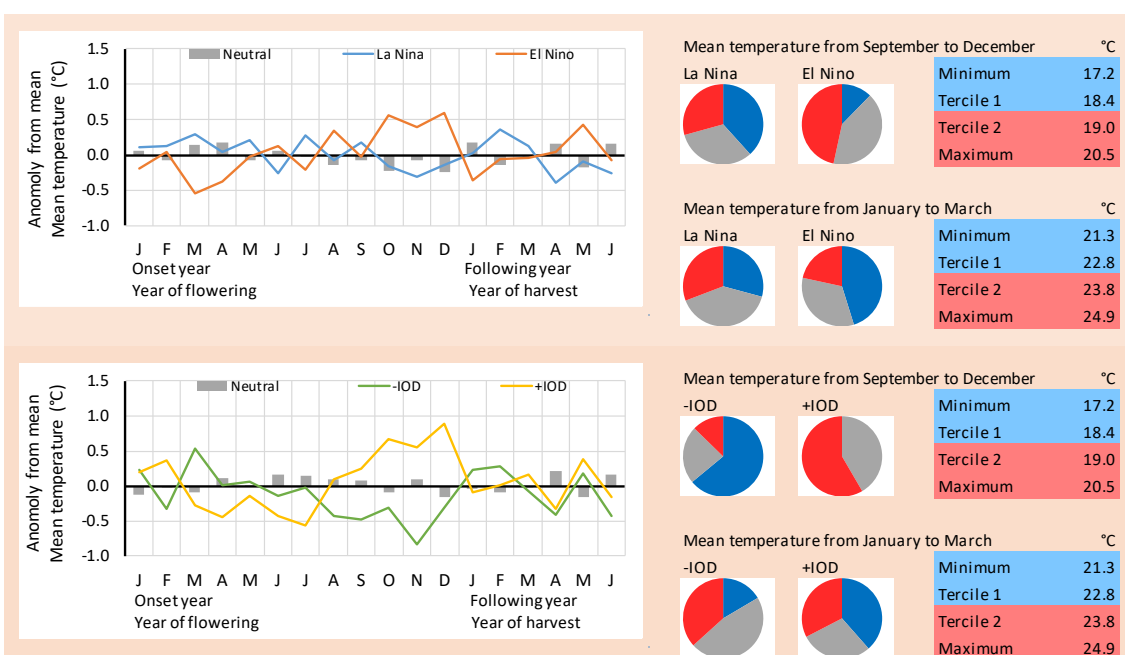 Anomoly from mean
Mean temperature (°C)
1.5
1.0
0.5
0.0
-0.5
-1.0
Neutral La Nina El Nino
J F M A M J J A S O N D J F M A M J
Onset year Following year
Year of flowering Year of harvest
Mean temperature from September to December °C
La Nina El Nino
Minimum 17.2
Tercile 1 18.4
Tercile 2 19.0
Maximum 20.5
Mean temperature from January to March °C
La Nina El Nino
Minimum 21.3
Tercile 1 22.8
Tercile 2 23.8
Maximum 24.9
Anomoly from mean
Mean temperature (°C)
1.5
1.0
0.5
0.0
-0.5
-1.0
Neutral -IOD +IOD
J F M A M J J A S O N D J F M A M J
Onset year Following year
Year of flowering Year of harvest
Mean temperature from September to December °C
-IOD +IOD
Minimum 17.2
Tercile 1 18.4
Tercile 2 19.0
Maximum 20.5
Mean temperature from January to March °C
-IOD +IOD
Minimum 21.3
Tercile 1 22.8
Tercile 2 23.8
Maximum 24.9